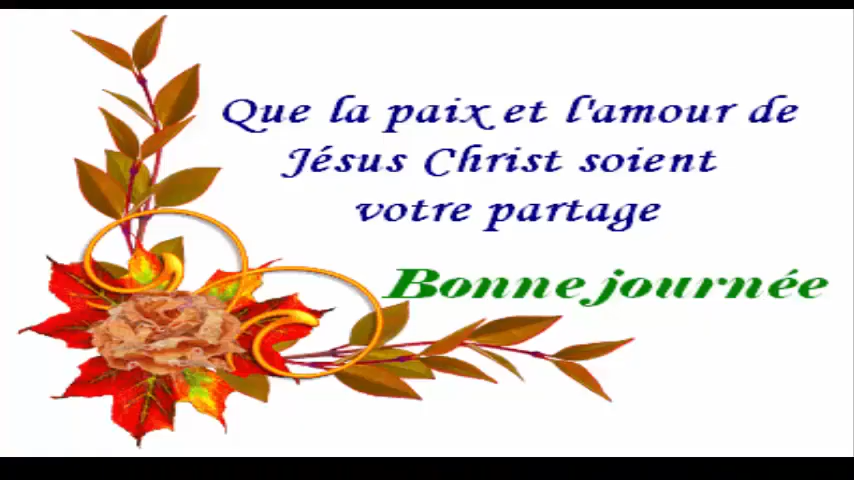 Que la paix et l'amour de
Jésus Christ soient
votre partage
Bonne journée